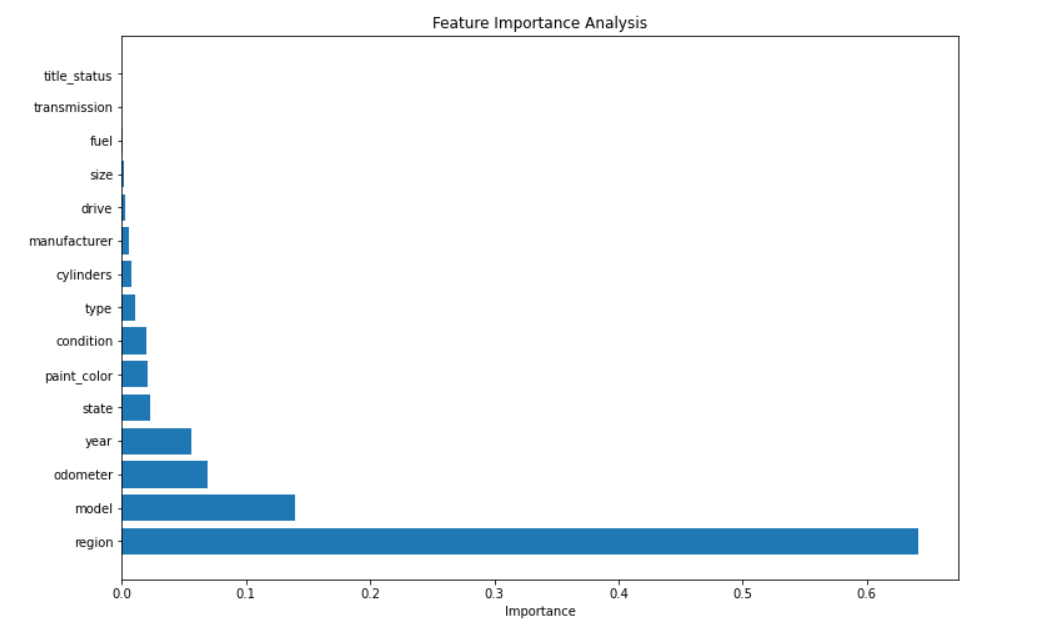 Feature Importance Analysis
title_status
transmission
fuel
size
drive
manufacturer
cylinders
type
condition
paint_color
state
year
odometer
model
region
0.0 0.1 0.2 0.3 0.4 0.5 0.6
Importance